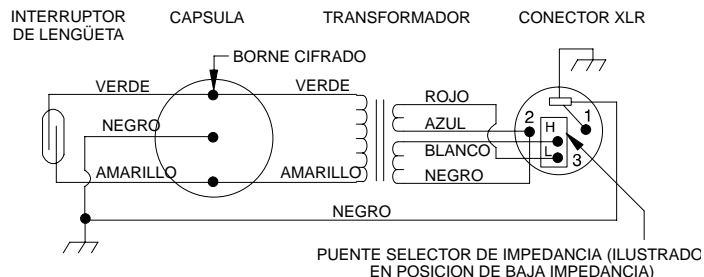 INTERRUPTOR
DE LENGÜETA
CAPSULA
TRANSFORMADOR
CONECTOR XLR
BORNE CIFRADO
VERDE
VERDE
ROJO
NEGRO
AZUL
2
H
1
BLANCO
L
3
AMARILLO
AMARILLO
NEGRO
NEGRO
PUENTE SELECTOR DE IMPEDANCIA (ILUSTRADO
EN POSICION DE BAJA IMPEDANCIA)